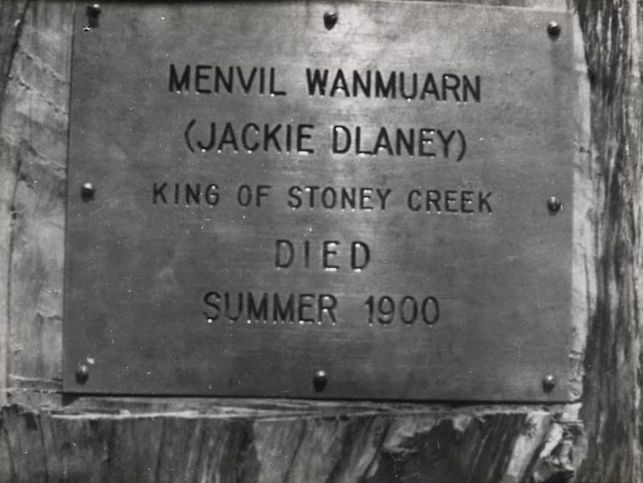 MENVIL WANMUARN
(JACKIE DLANEY)
KING OF STONEY CREEK
DIED
SUMMER 1900